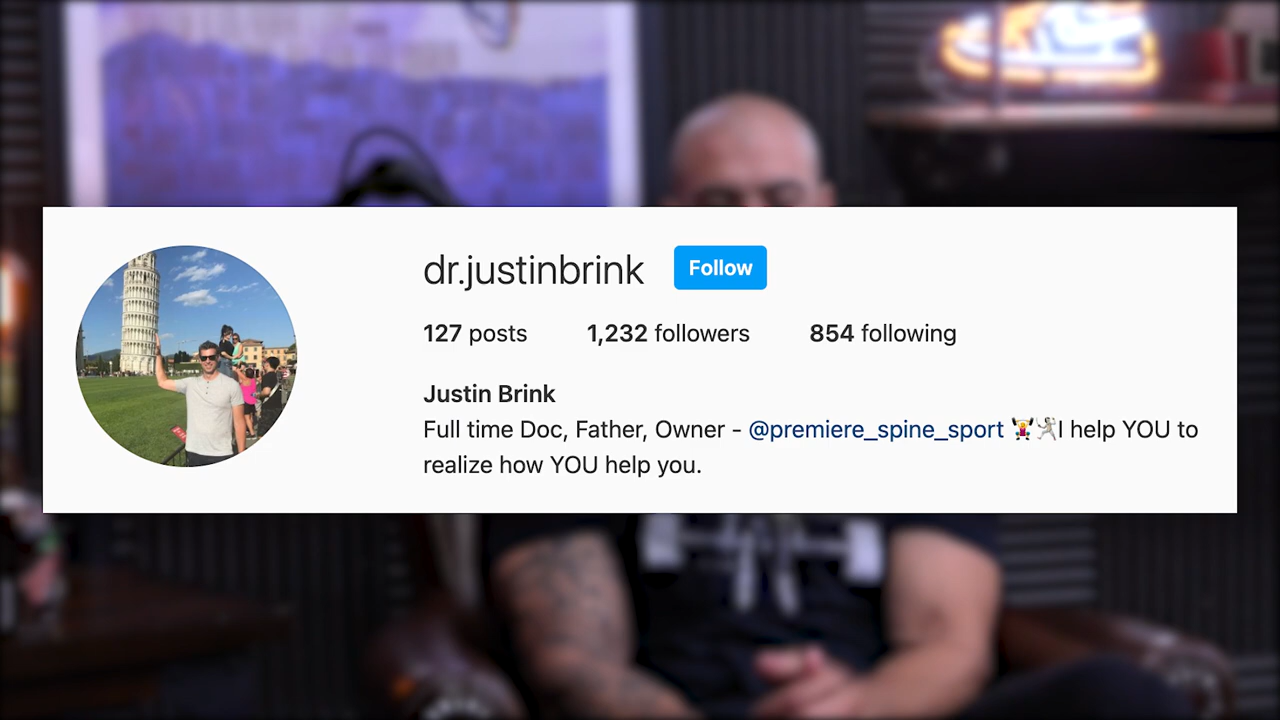 dr.justinbrink Follow
127 posts 1,232 followers 854 following
Justin Brink
Full time Doc, Father, Owner - @premiere_spine_sport 🏋️🤺I help YOU to
realize how YOU help you.